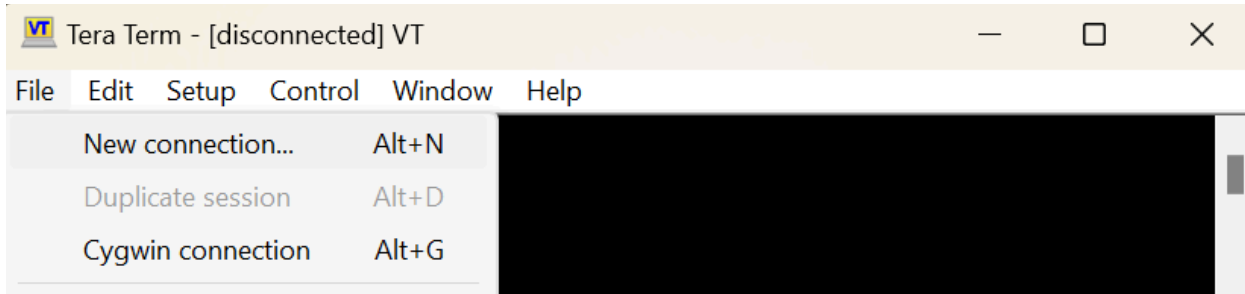 VT Tera Term - [disconnected] VT
File Edit Setup Control Window Help
New connection... Alt+N
Duplicate session Alt+D
Cygwin connection Alt+G